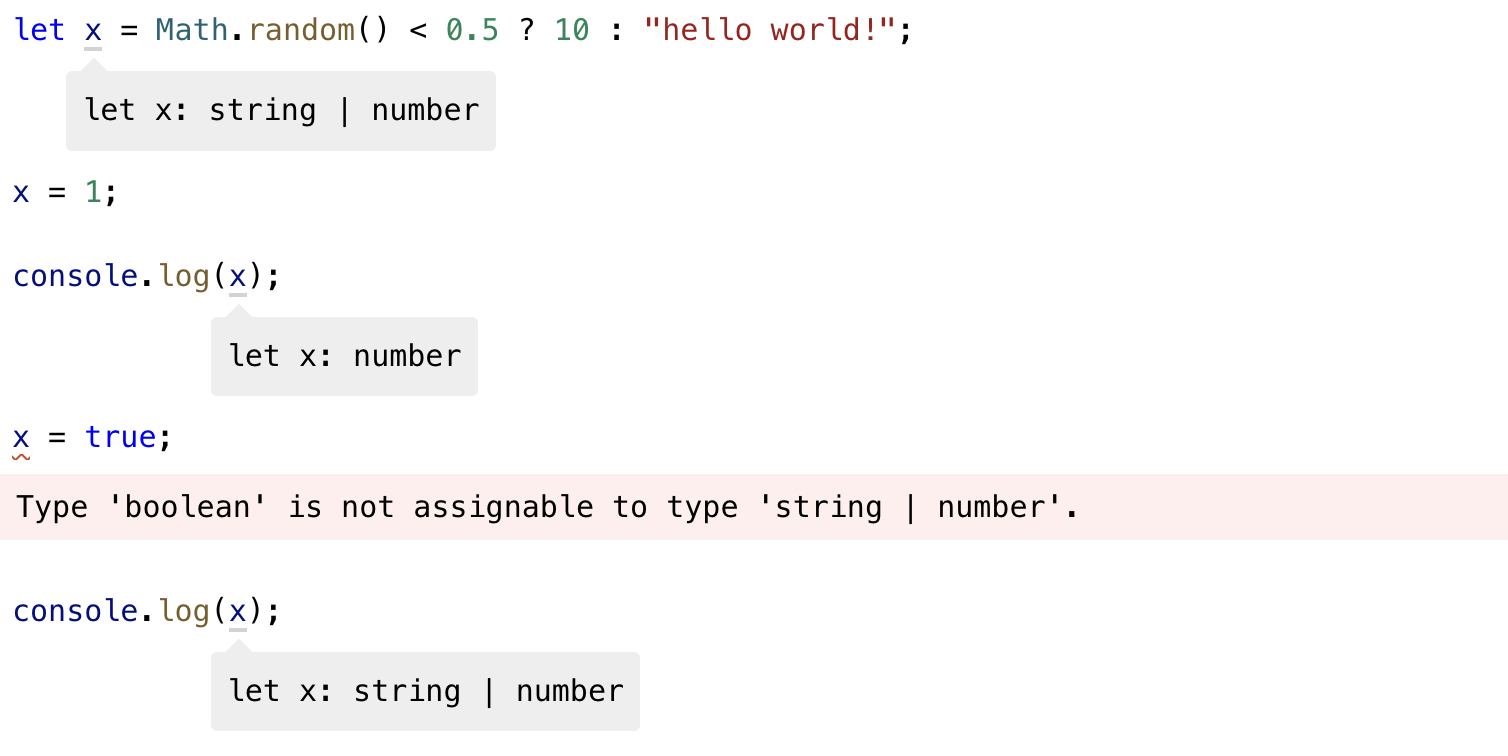 let x = Math.random() < 0.5 ? 10 : "hello world!";
let x: string | number
x = 1;
console.log(x);
let x: number
x = true;
Type 'boolean' is not assignable to type 'string | number'.
console.log(x);
let x: string | number